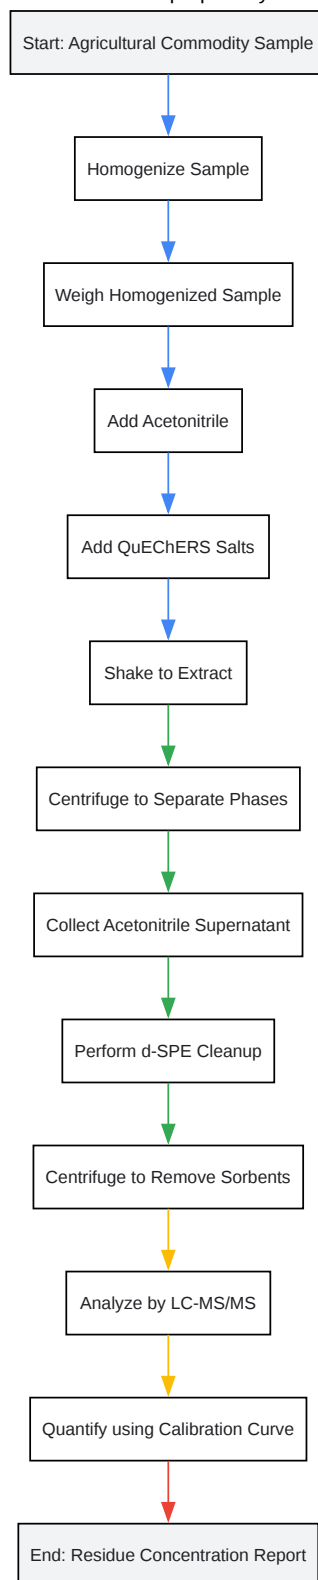 Start: Agricultural Commodity Sample
Homogenize Sample
Weigh Homogenized Sample
Add Acetonitrile
Add QuEChERS Salts
Shake to Extract
Centrifuge to Separate Phases
Collect Acetonitrile Supernatant
Perform d-SPE Cleanup
Centrifuge to Remove Sorbents
Analyze by LC-MS/MS
Quantify using Calibration Curve
End: Residue Concentration Report